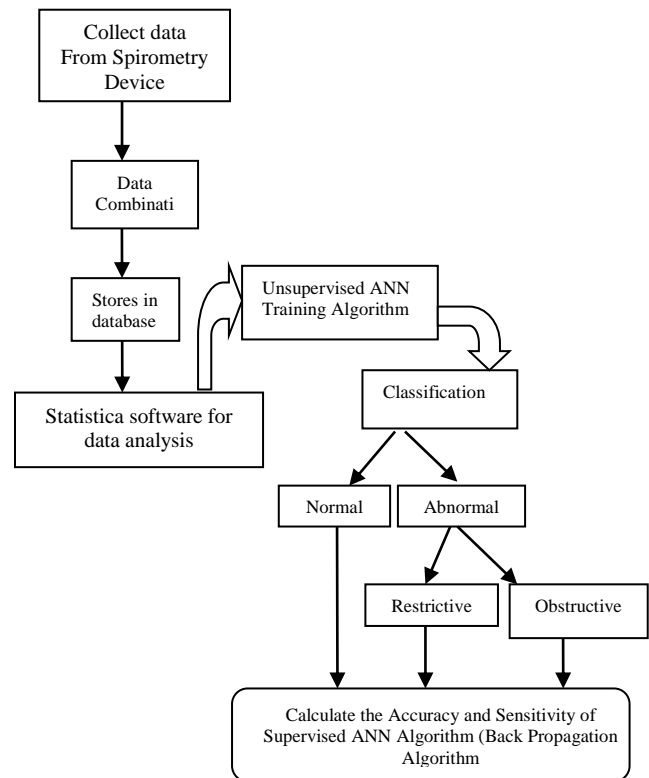 Collect data
From Spirometry
Device
Data
Combinati
Stores in
database
Statistica software for
data analysis
Unsupervised ANN
Training Algorithm
Classification
Normal
Abnormal
Restrictive
Obstructive
Calculate the Accuracy and Sensitivity of
Supervised ANN Algorithm (Back Propagation
Algorithm